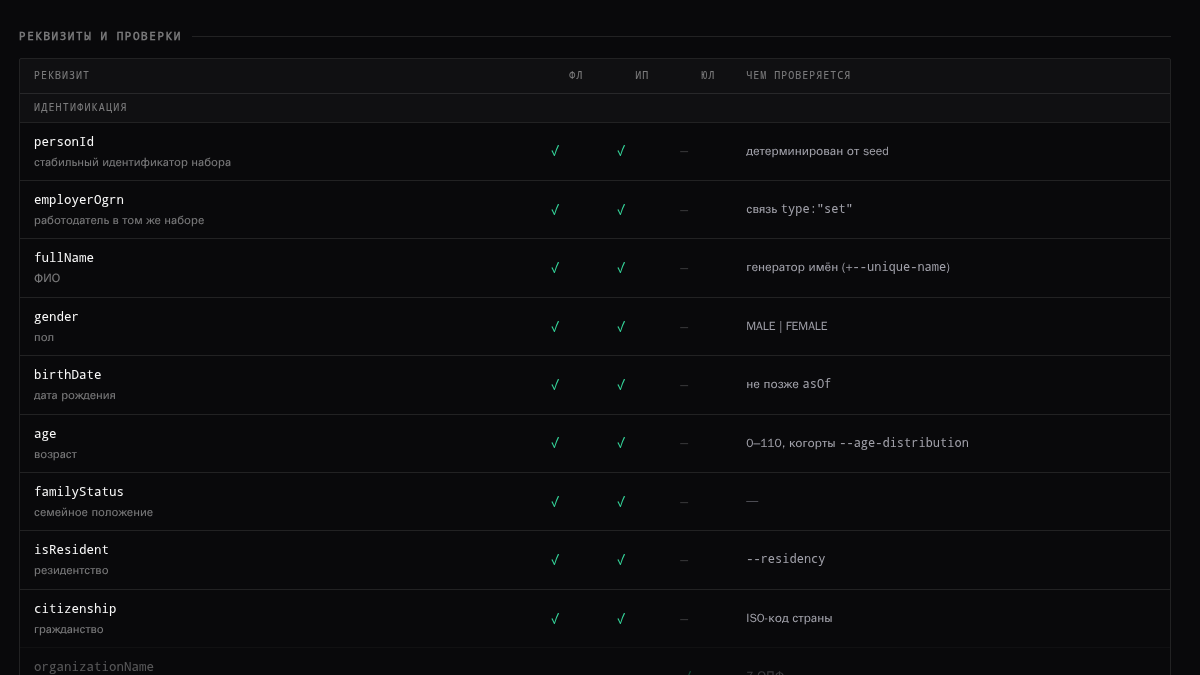 РЕКВИЗИТЫ И ПРОВЕРКИ
РЕКВИЗИТ ФЛ ИП ЮЛ ЧЕМ ПРОВЕРЯЕТСЯ
ИДЕНТИФИКАЦИЯ
personId
стабильный идентификатор набора
✓ ✓ — детерминирован от seed
employerOgrn
работодатель в том же наборе
✓ ✓ — связь type:"set"
fullName
ФИО
✓ ✓ — генератор имён (+--unique-name)
gender
пол
✓ ✓ — MALE | FEMALE
birthDate
дата рождения
✓ ✓ — не позже asOf
age
возраст
✓ ✓ — 0–110, когорты --age-distribution
familyStatus
семейное положение
✓ ✓ — —
isResident
резидентство
✓ ✓ — --residency
citizenship
гражданство
✓ ✓ — ISO-код страны
organizationName